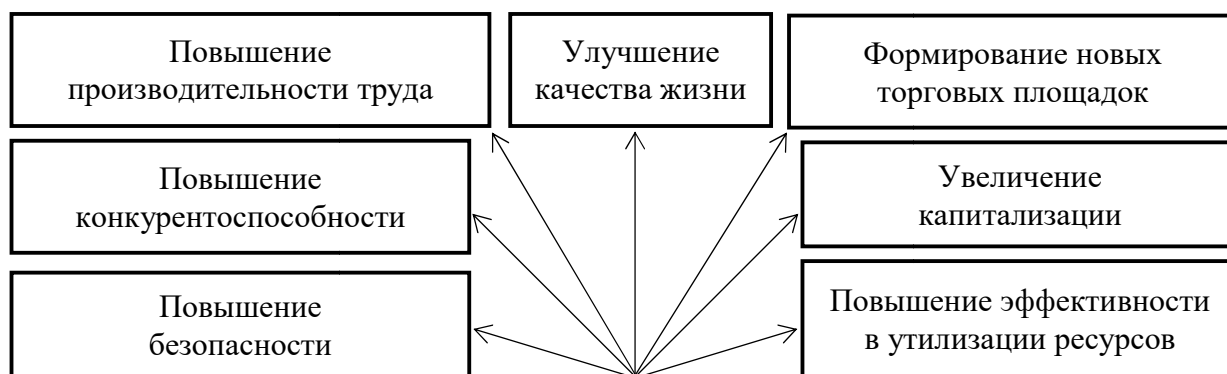 Повышение
производительности труда
Улучшение
качества жизни
Формирование новых
торговых площадок
Повышение
конкурентоспособности
Увеличение
капитализации
Повышение
безопасности
Повышение эффективности
в утилизации ресурсов